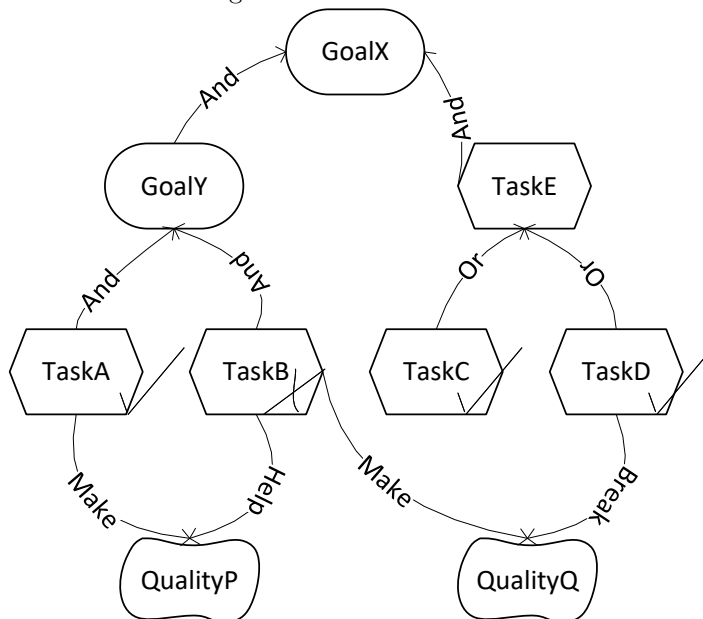 GoalX
And
And
GoalY
TaskE
And
And
Or
Or
TaskA
TaskB
TaskC
TaskD
Make
Help
Make
Break
QualityP
QualityQ